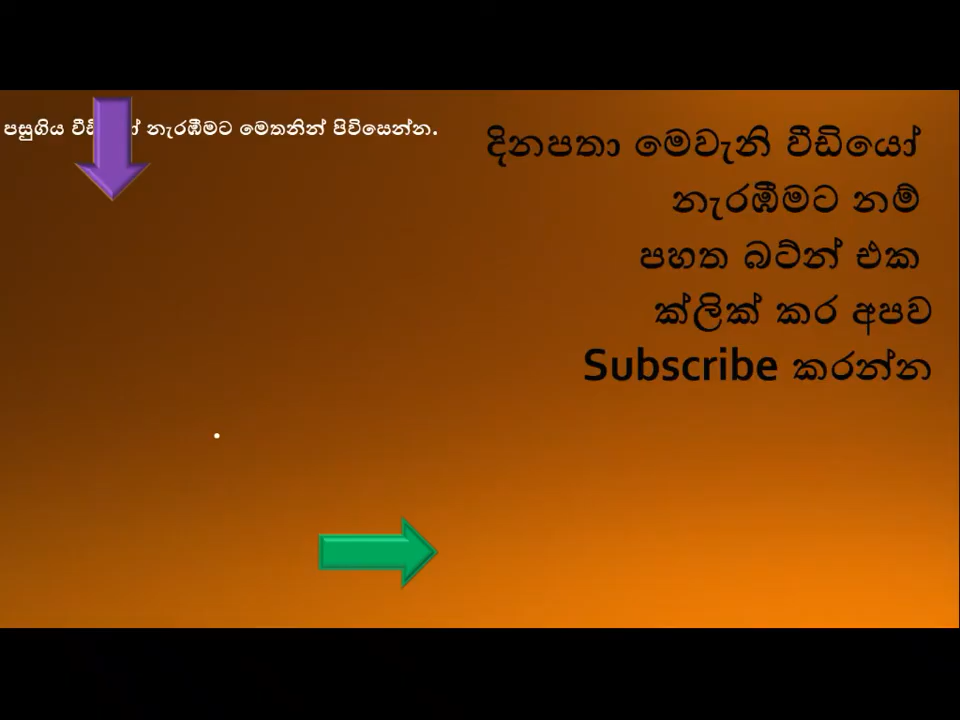 පසුගිය නැරඹීමට මෙතනින් පිවිසෙන්න.
දිනපතා මෙවැනි වීඩියෝ
නැරඹීමට නම්
පහත බටන් එක
ක්ලික් කර අපව
Subscribe කරන්න